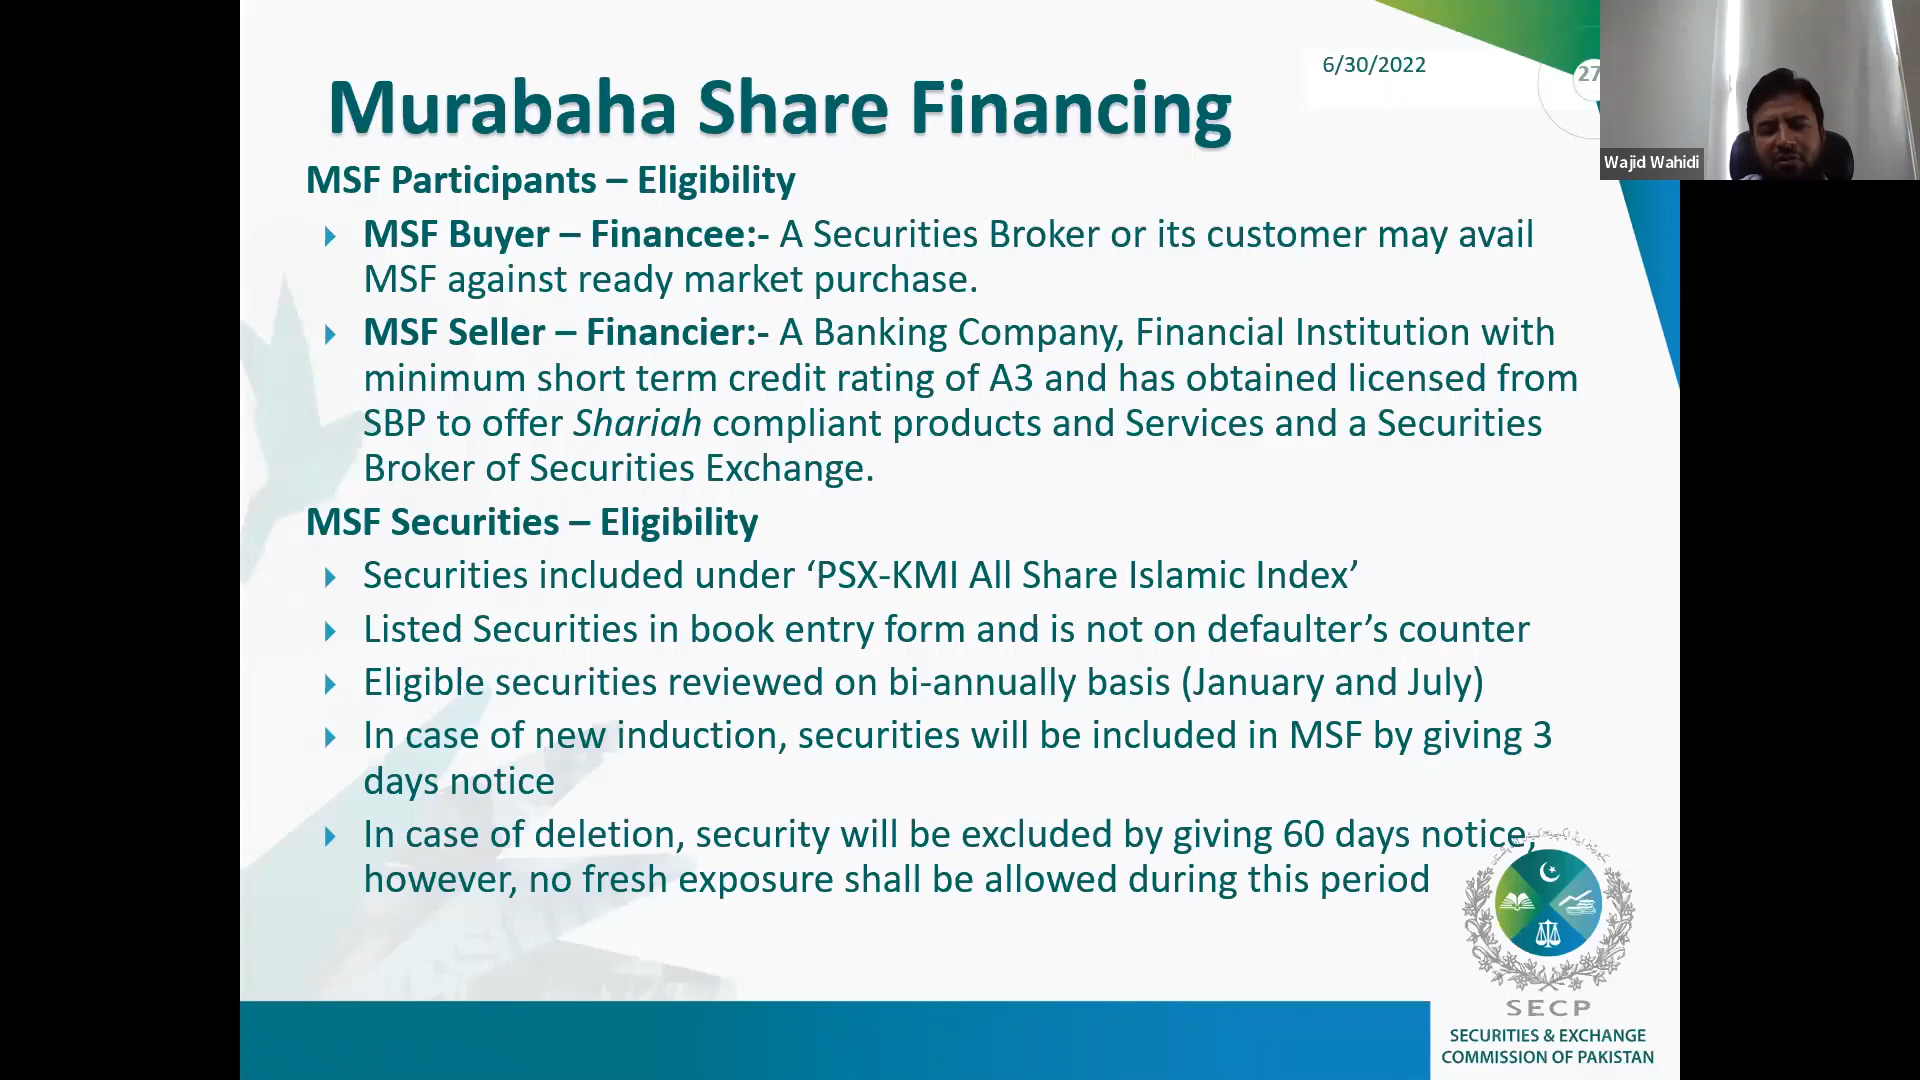 6/30/2022
27
Murabaha Share Financing
Wajid Wahidi
MSF Participants – Eligibility
MSF Buyer – Financee:- A Securities Broker or its customer may avail
MSF against ready market purchase.
MSF Seller – Financier:- A Banking Company, Financial Institution with
minimum short term credit rating of A3 and has obtained licensed from
SBP to offer Shariah compliant products and Services and a Securities
Broker of Securities Exchange.
MSF Securities – Eligibility
Securities included under ‘PSX-KMI All Share Islamic Index’
Listed Securities in book entry form and is not on defaulter’s counter
Eligible securities reviewed on bi-annually basis (January and July)
In case of new induction, securities will be included in MSF by giving 3
days notice
In case of deletion, security will be excluded by giving 60 days notice,
however, no fresh exposure shall be allowed during this period
SECP
SECURITIES & EXCHANGE
COMMISSION OF PAKISTAN